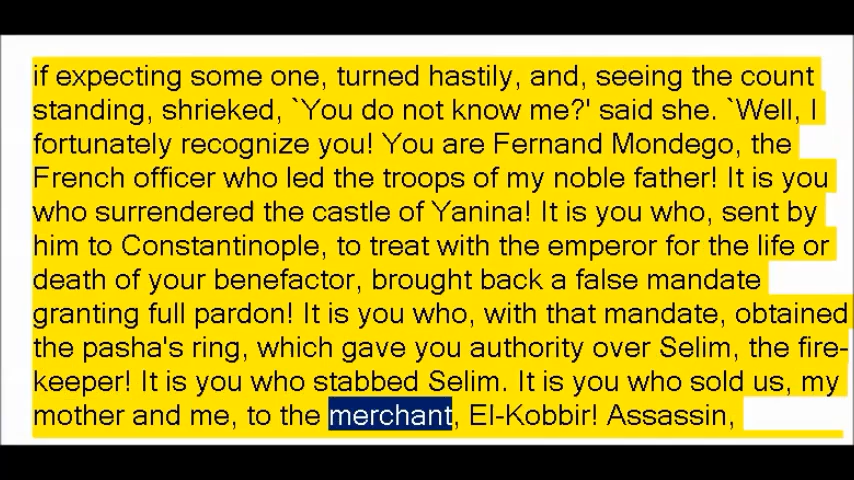 if expecting some one, turned hastily, and, seeing the count
standing, shrieked, `You do not know me?' said she. `Well, I
fortunately recognize you! You are Fernand Mondego, the
French officer who led the troops of my noble father! It is you
who surrendered the castle of Yanina! It is you who, sent by
him to Constantinople, to treat with the emperor for the life or
death of your benefactor, brought back a false mandate
granting full pardon! It is you who, with that mandate, obtained
the pasha's ring, which gave you authority over Selim, the fire-
keeper! It is you who stabbed Selim. It is you who sold us, my
mother and me, to the merchant, El-Kobbir! Assassin,